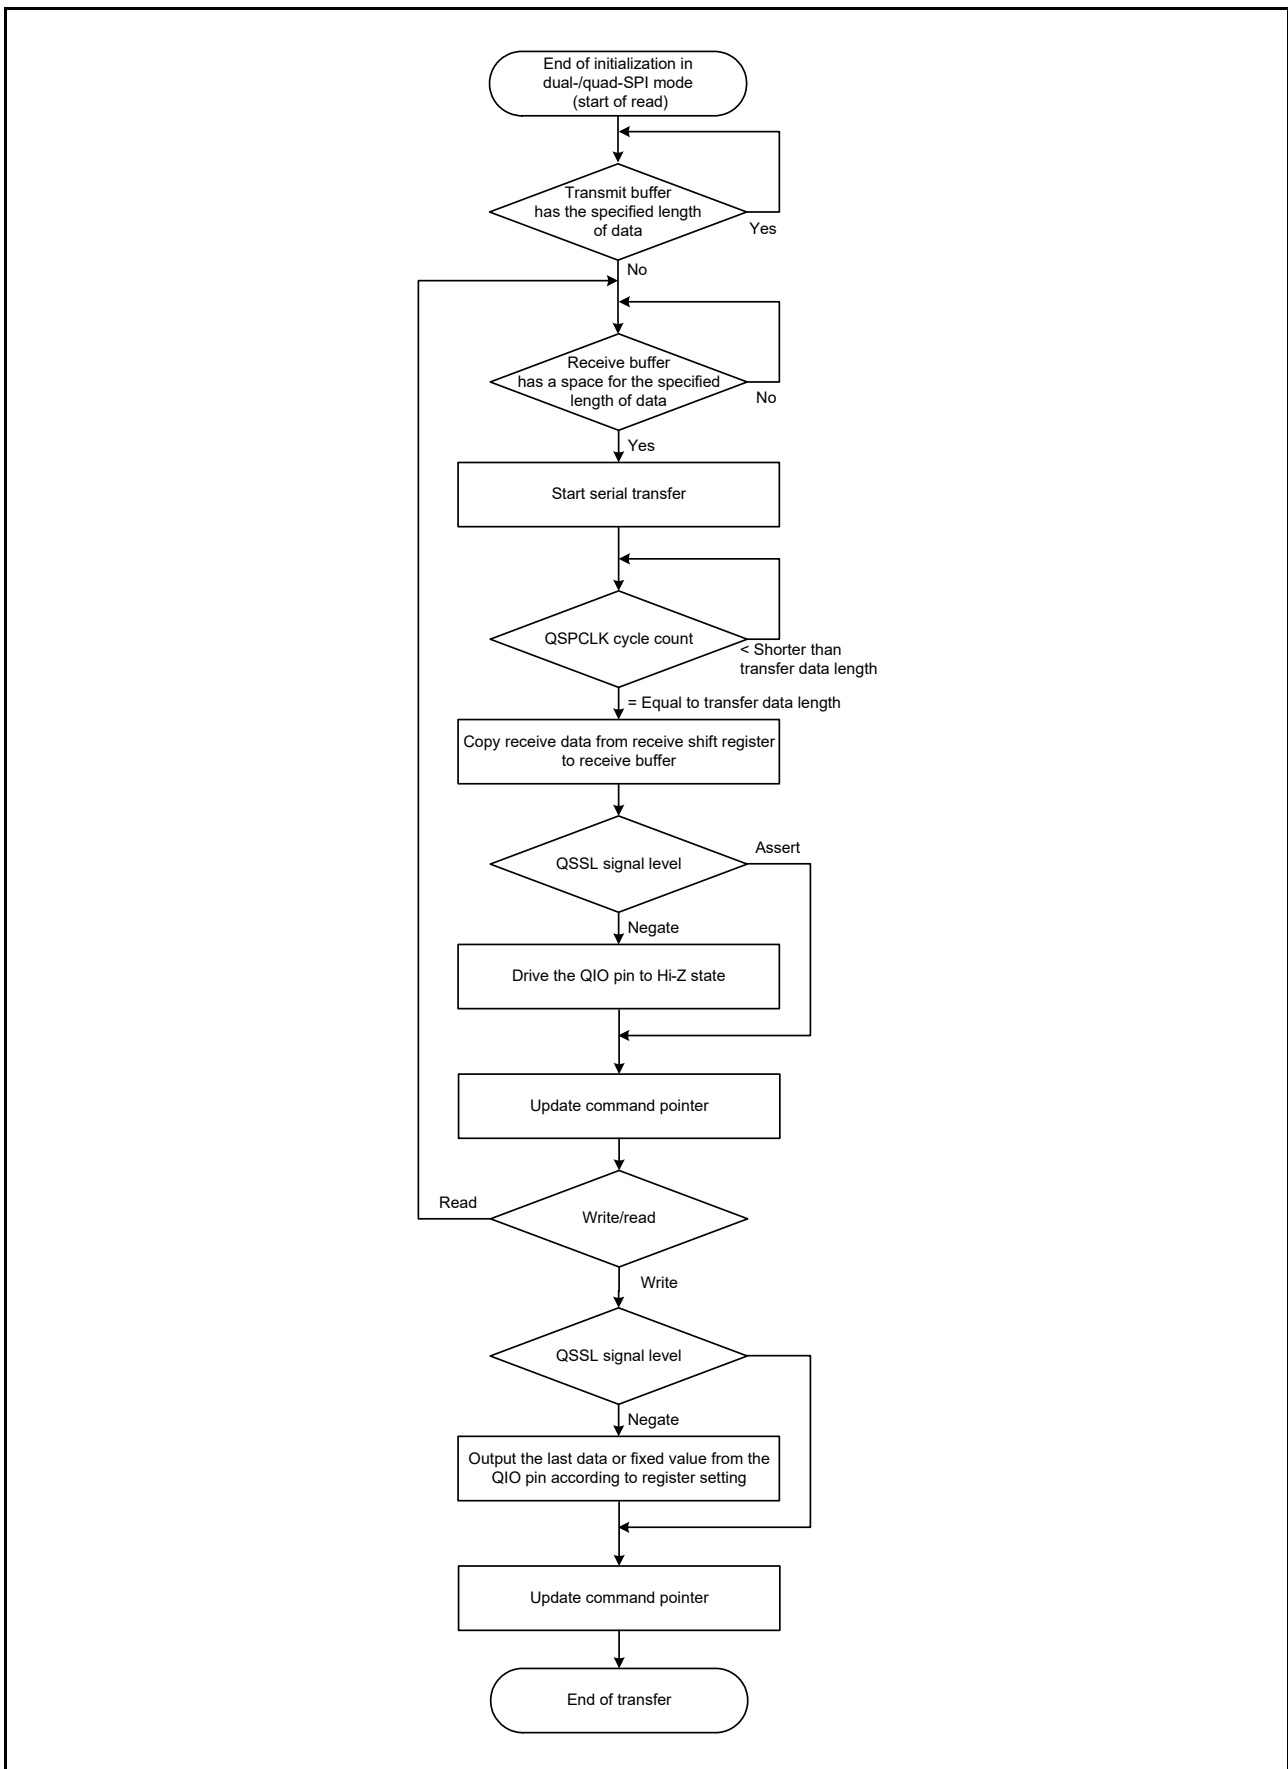 End of initialization in
dual-/quad-SPI mode
(start of read)
Transmit buffer
has the specified length
of data
Yes
No
Receive buffer
has a space for the specified
length of data
No
Yes
Start serial transfer
QSPCLK cycle count
< Shorter than
transfer data length
= Equal to transfer data length
Copy receive data from receive shift register
to receive buffer
Assert
QSSL signal level
Negate
Drive the QIO pin to Hi-Z state
Update command pointer
Read
Write/read
Write
QSSL signal level
Negate
Output the last data or fixed value from the
QIO pin according to register setting
Update command pointer
End of transfer